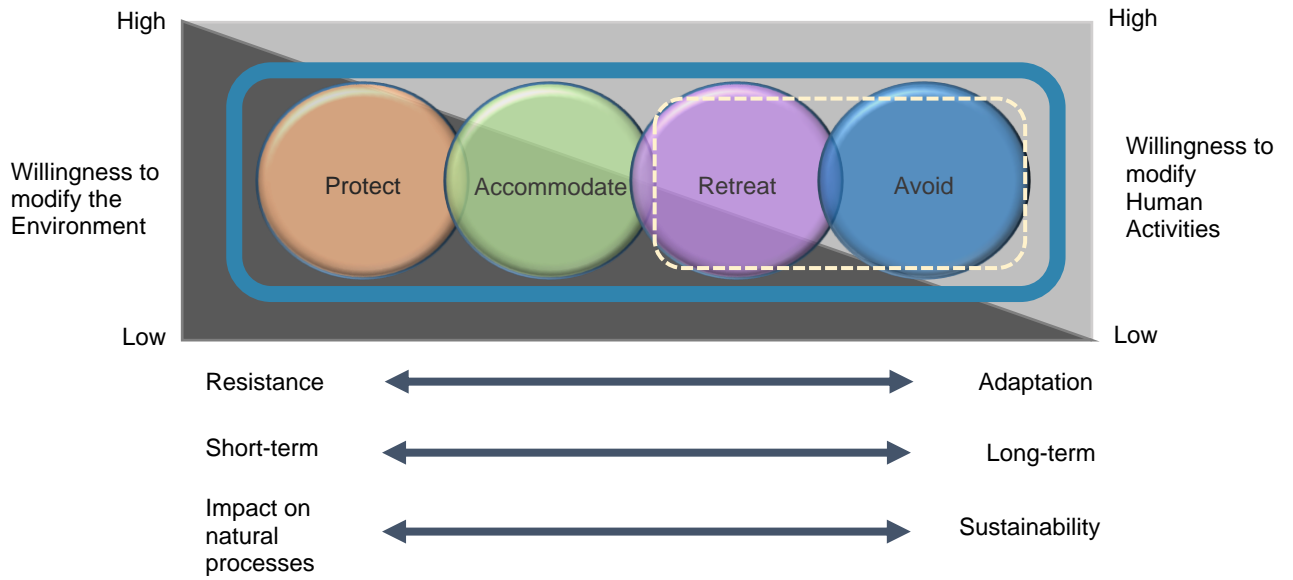 High
High
Willingness to
modify the
Environment
Protect
Accommodate
Retreat
Avoid
Willingness to
modify
Human
Activities
Low
Low
Resistance
Adaptation
Short-term
Long-term
Impact on
natural
processes
Sustainability